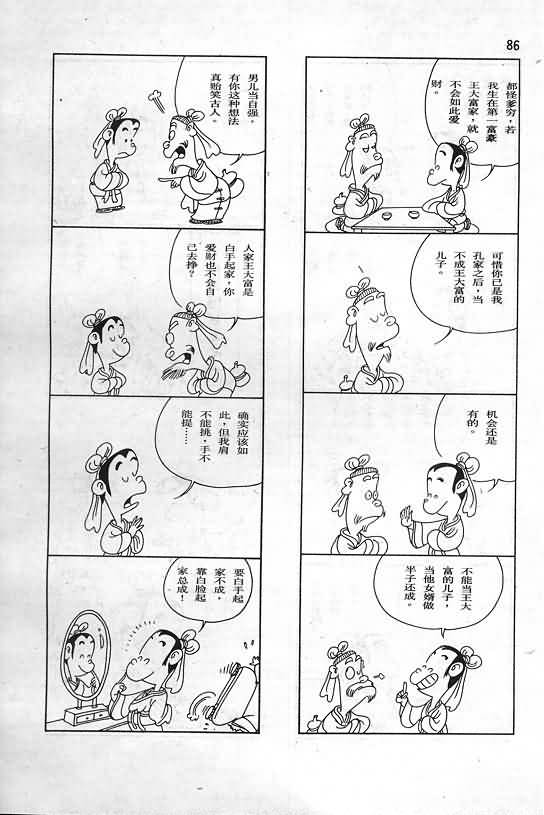 86
都怪爹穷，若
我生在第一富豪
王大富家，就
不会如此爱
财。
可惜你已是我
孔家之后，当
不成王大富的
儿子。
机会还是
有的。
不能当王大
富的儿子，
当他女婿做
半子还成。
男儿当自强。
有你这种想法
真贻笑古人。
人家王大富是
白手起家，你
爱财也不会自
己去挣？
确实应该如
此，但我肩
不能挑，手不
能提……
要白手起
家不成。
靠白脸起
家总成！